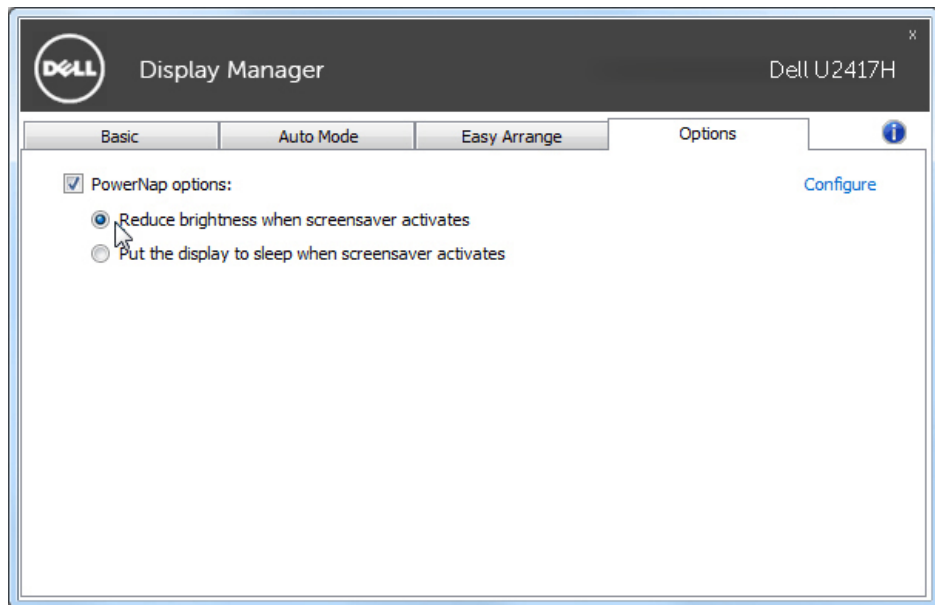 x
DELL Display Manager Dell U2417H
Basic Auto Mode Easy Arrange Options i
PowerNap options: Configure
Reduce brightness when screensaver activates
Put the display to sleep when screensaver activates